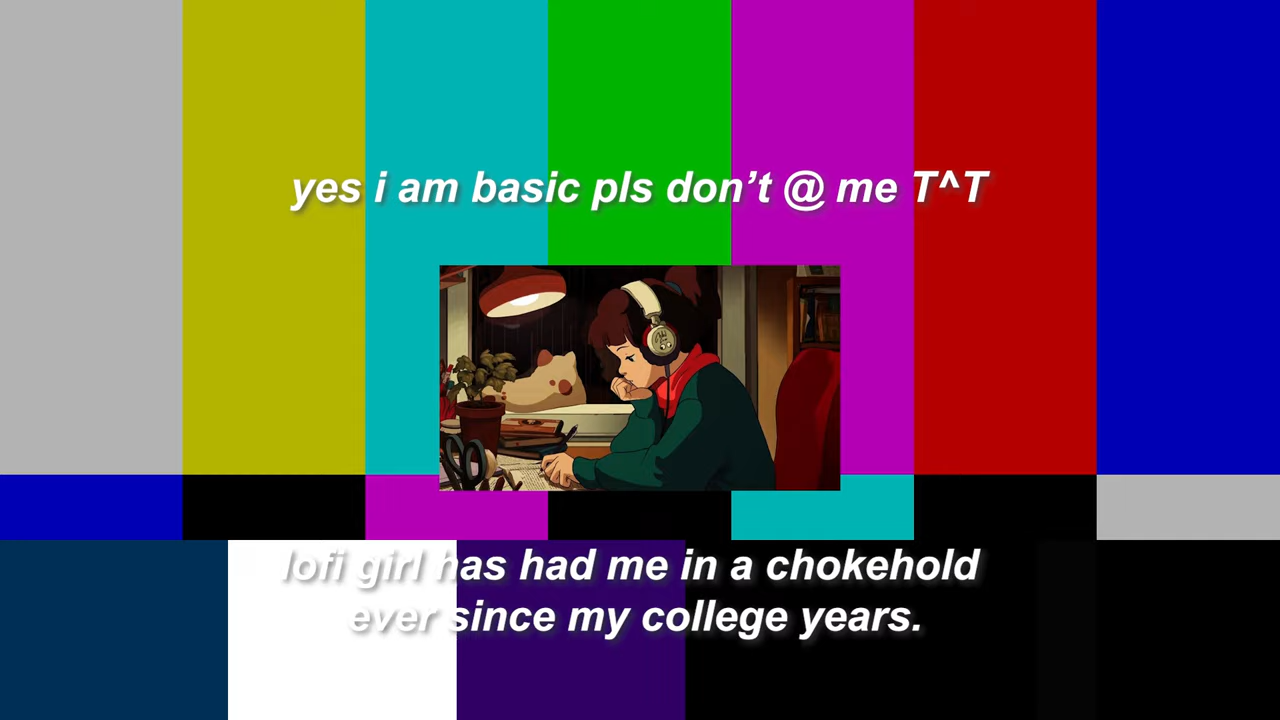 yes i am basic pls don’t @ me T^T
lofi girl has had me in a chokehold
ever since my college years.